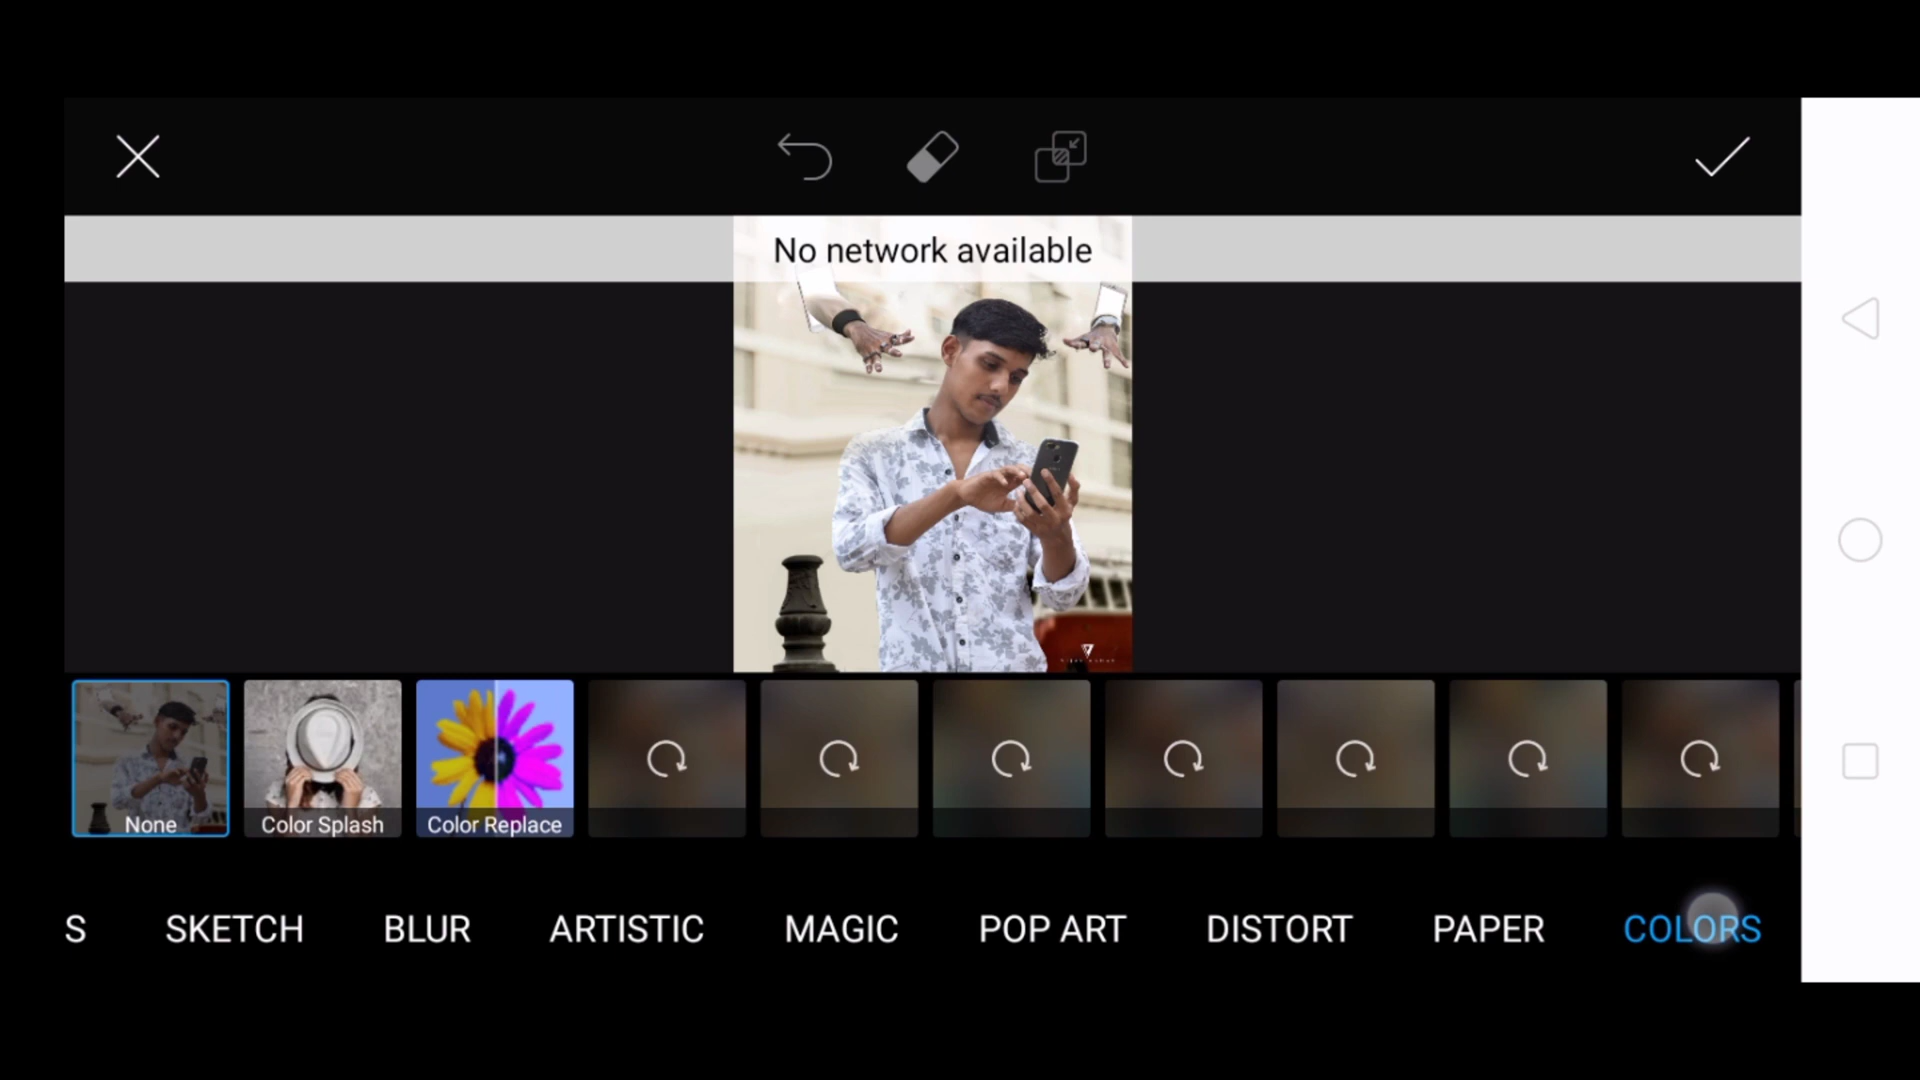 No network available
None
Color Splash
Color Replace
S
SKETCH
BLUR
ARTISTIC
MAGIC
POP ART
DISTORT
PAPER
COLORS